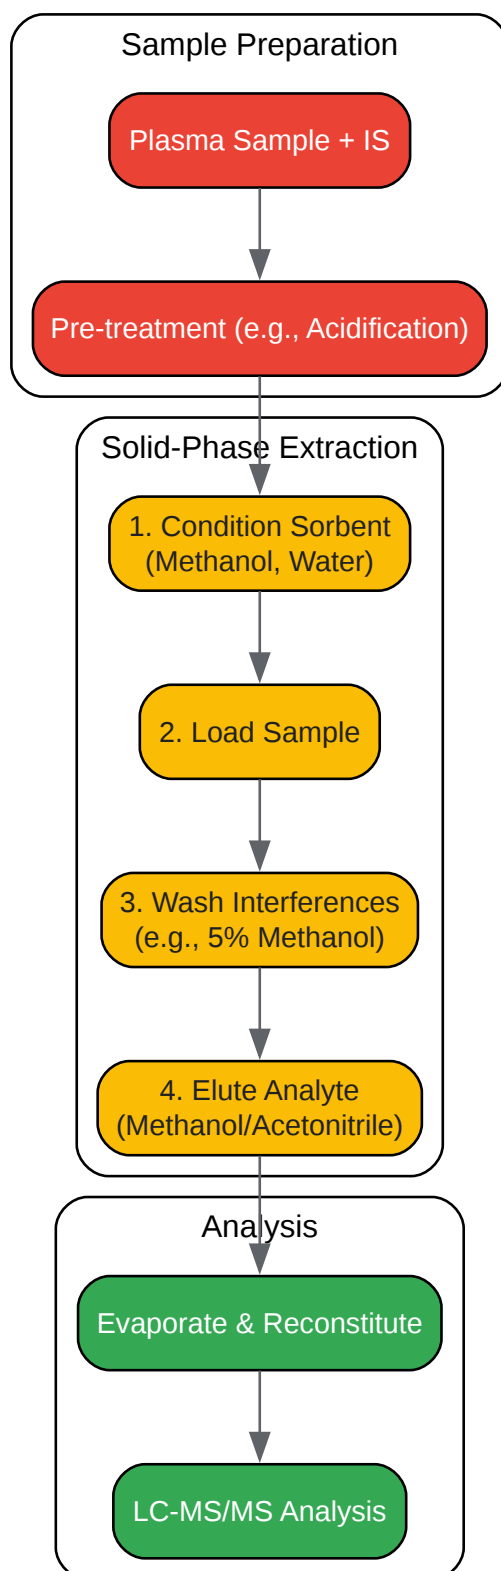 Sample Preparation
Plasma Sample + IS
Pre-treatment (e.g., Acidification)
Solid-Phase Extraction
1. Condition Sorbent
(Methanol, Water)
2. Load Sample
3. Wash Interferences
(e.g., 5% Methanol)
4. Elute Analyte
(Methanol/Acetonitrile)
Analysis
Evaporate & Reconstitute
LC-MS/MS Analysis